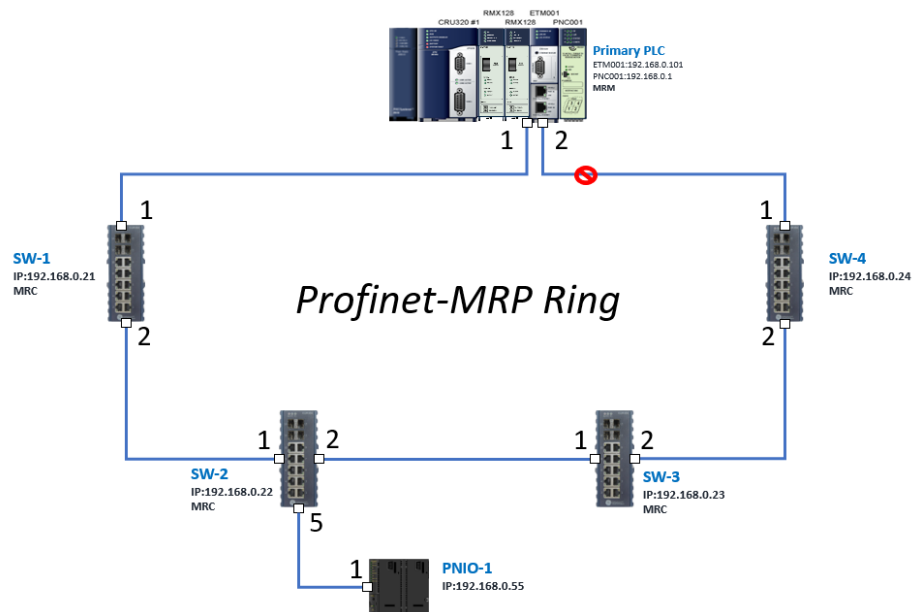 RMX128 ETM001
CRU320 #1 RMX128 PNC001
Primary PLC
ETM001:192.168.0.101
PNC001:192.168.0.1
MRM
1 2
1
SW-1
IP:192.168.0.21
MRC
2
1
SW-4
IP:192.168.0.24
MRC
2
Profinet-MRP Ring
1 2
SW-2
IP:192.168.0.22
MRC
5
1 2
SW-3
IP:192.168.0.23
MRC
1
PNIO-1
IP:192.168.0.55